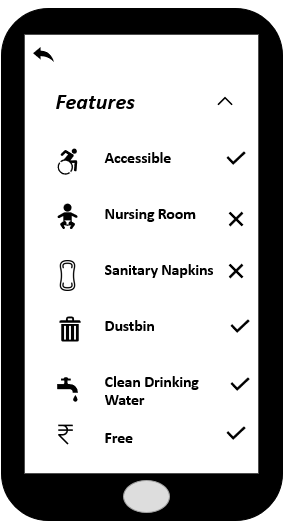 Features
Accessible
Nursing Room
Sanitary Napkins
Dustbin
Clean Drinking
Water
₹
Free